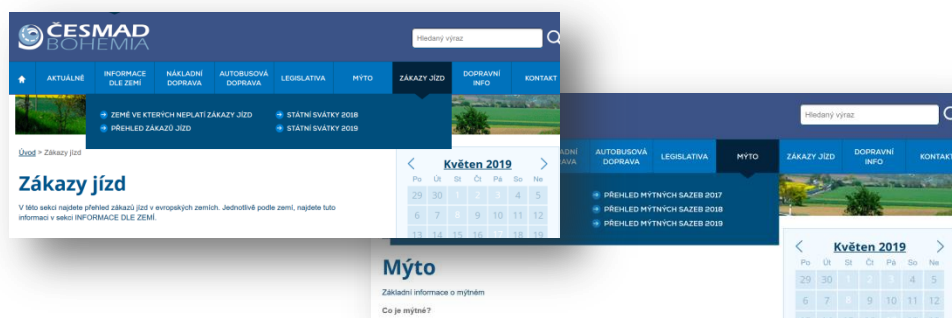 ČESMAD
BOHEMIA
Hledaný výraz
AKTUÁLNĚ
INFORMACE
DLE ZEMÍ
NÁKLADNÍ
DOPRAVA
AUTOBUSOVÁ
DOPRAVA
LEGISLATIVA
MÝTO
ZÁKAZY JÍZD
DOPRAVNÍ
INFO
KONTAKT
ZEMĚ VE KTERÝCH NEPLATÍ ZÁKAZY JÍZD
STÁTNÍ SVÁTKY 2018
PŘEHLED ZÁKAZŮ JÍZD
STÁTNÍ SVÁTKY 2019
Úvod > Zákazy jízd
Zákazy jízd
V této sekci najdete přehled zákazů jízd v evropských zemích. Jednotlivě podle zemí, najdete tuto
informaci v sekci INFORMACE DLE ZEMÍ.
< Květen 2019 >
Po Út St Čt Pá So Ne
29 30 1 2 3 4 5
6 7 8 9 10 11 12
13 14 15 16 17 18 19
Hledaný výraz
AUTOBUSOVÁ
DOPRAVA
LEGISLATIVA
MÝTO
ZÁKAZY JÍZD
DOPRAVNÍ
INFO
KONTAKT
PŘEHLED MÝTNÝCH SAZEB 2017
PŘEHLED MÝTNÝCH SAZEB 2018
PŘEHLED MÝTNÝCH SAZEB 2019
Mýto
Základní informace o mýtném
Co je mýtné?
< Květen 2019 >
Po Út St Čt Pá So Ne
29 30 1 2 3 4 5
6 7 8 9 10 11 12